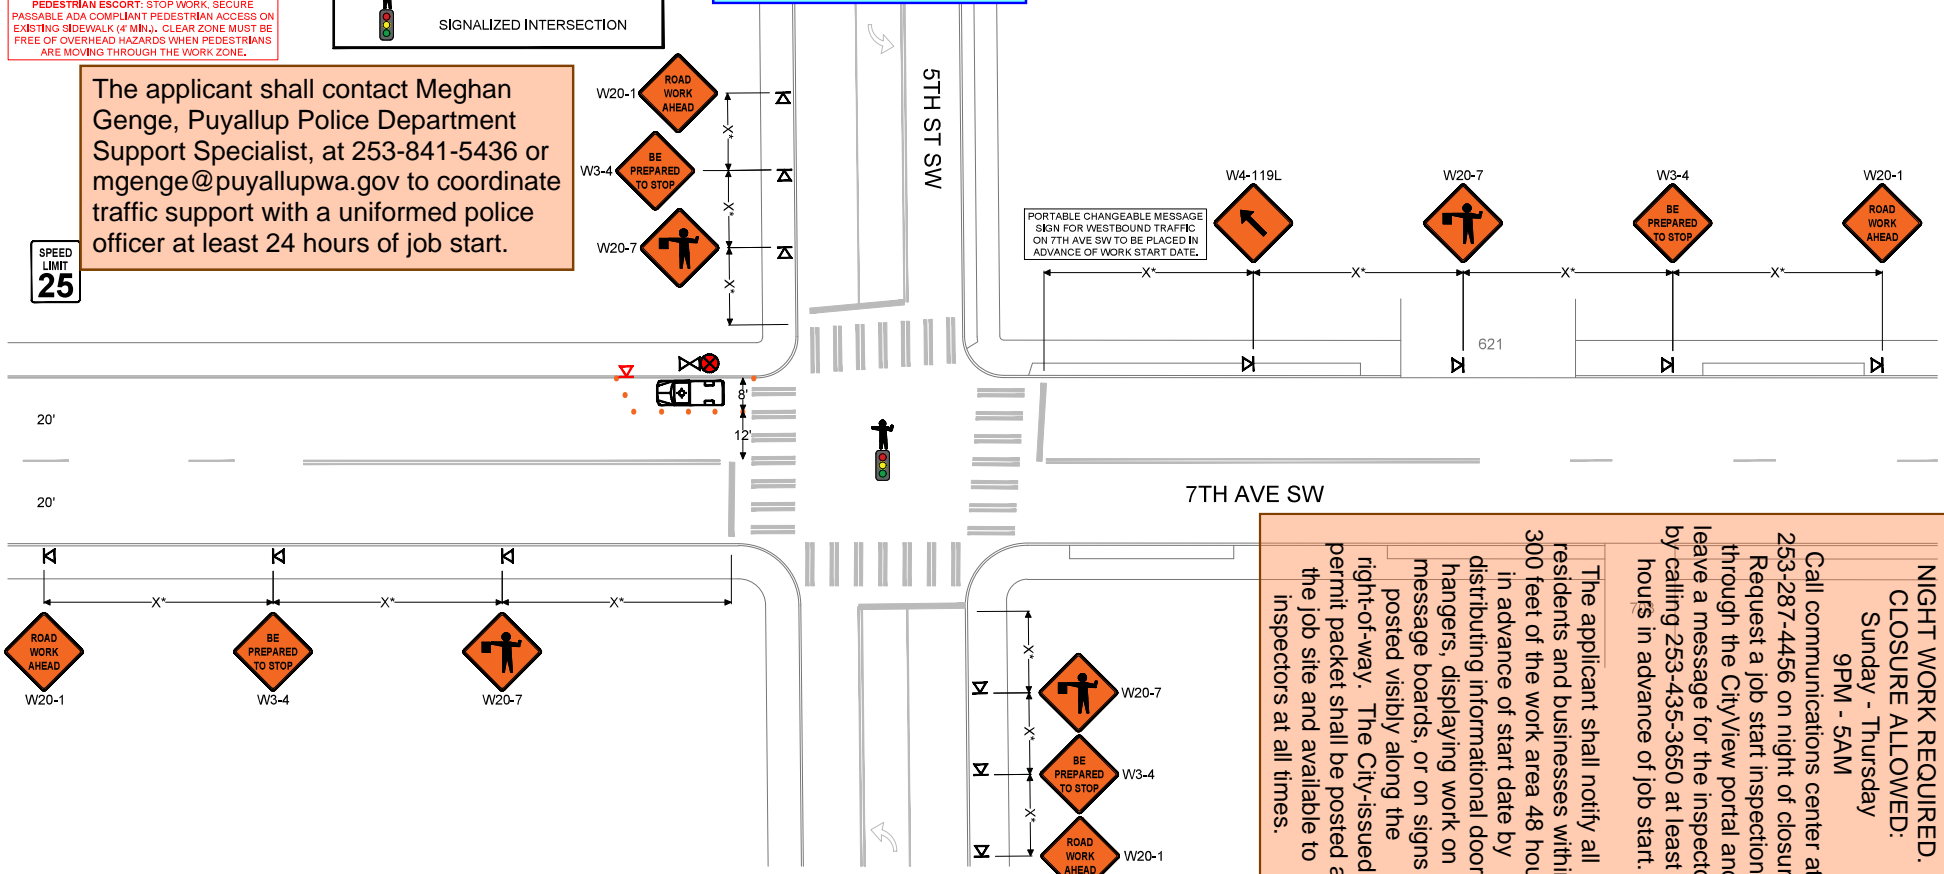 PEDESTRIAN ESCORT: STOP WORK, SECURE
PASSABLE ADA COMPLIANT PEDESTRIAN ACCESS ON
EXISTING SIDEWALK (4' MIN.). CLEAR ZONE MUST BE
FREE OF OVERHEAD HAZARDS WHEN PEDESTRIANS
ARE MOVING THROUGH THE WORK ZONE.
SIGNALIZED INTERSECTION
The applicant shall contact Meghan
Genge, Puyallup Police Department
Support Specialist, at 253-841-5436 or
mgenge@puyallupwa.gov to coordinate
traffic support with a uniformed police
officer at least 24 hours of job start.
SPEED
LIMIT
25
W20-1
ROAD
WORK
AHEAD
X*
W3-4
BE
PREPARED
TO STOP
X*
W20-7
X*
5TH ST SW
PORTABLE CHANGEABLE MESSAGE
SIGN FOR WESTBOUND TRAFFIC
ON 7TH AVE SW TO BE PLACED IN
ADVANCE OF WORK START DATE.
W4-119L
W20-7
W3-4
BE
PREPARED
TO STOP
W20-1
ROAD
WORK
AHEAD
X*
X*
X*
X*
621
8'
12'
20'
20'
7TH AVE SW
X*
X*
X*
ROAD
WORK
AHEAD
W20-1
BE
PREPARED
TO STOP
W3-4
W20-7
X*
W20-7
X*
BE
PREPARED
TO STOP
W3-4
X*
ROAD
WORK
AHEAD
W20-1
NIGHT WORK REQUIRED.
CLOSURE ALLOWED:
Sunday - Thursday
9PM - 5AM
Call communications center at
253-287-4456 on night of closur
Request a job start inspection
through the CityView portal and
leave a message for the inspecto
by calling 253-435-3650 at least
hours in advance of job start.
The applicant shall notify all
residents and businesses withi
300 feet of the work area 48 hou
in advance of start date by
distributing informational door
hangers, displaying work on
message boards, or on signs
posted visibly along the
right-of-way. The City-issued
permit packet shall be posted a
the job site and available to
inspectors at all times.